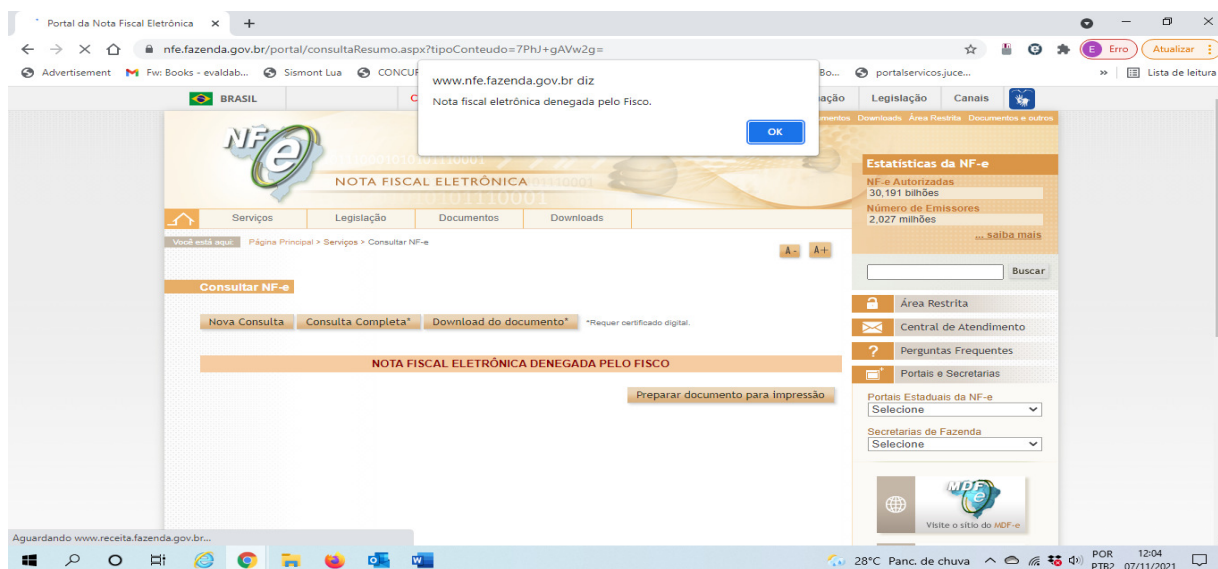 Portal da Nota Fiscal Eletrônica
nfe.fazenda.gov.br/portal/consultaResumo.aspx?tipoConteudo=7PhJ+gAVw2g=
E Erro
Atualizar
Advertisement
Fw: Books - evaldab...
Sismont Lua
CONCUR
Bo...
portalservicos.juce...
»
Lista de leitura
www.nfe.fazenda.gov.br diz
Nota fiscal eletrônica denegada pelo Fisco.
OK
BRASIL
C
ação
Legislação
Canais
mentos Downloads Área Restrita Documentos e outros
NF e
NOTA FISCAL ELETRÔNICA
Serviços
Legislação
Documentos
Downloads
Você está aqui:
Página Principal > Serviços > Consultar NF-e
A-
A+
Consultar NF-e
Nova Consulta
Consulta Completa*
Download do documento*
*Requer certificado digital.
NOTA FISCAL ELETRÔNICA DENEGADA PELO FISCO
Preparar documento para impressão
Estatísticas da NF-e
NF-e Autorizadas
30,191 bilhões
Número de Emissores
2,027 milhões
... saiba mais
Buscar
Área Restrita
Central de Atendimento
? Perguntas Frequentes
Portais e Secretarias
Portais Estaduais da NF-e
Selecione
Secretarias de Fazenda
Selecione
MDF e
Visite o sítio do MDF-e
Aguardando www.receita.fazenda.gov.br...
28°C Panc. de chuva
POR
PTB2
12:04
07/11/2021